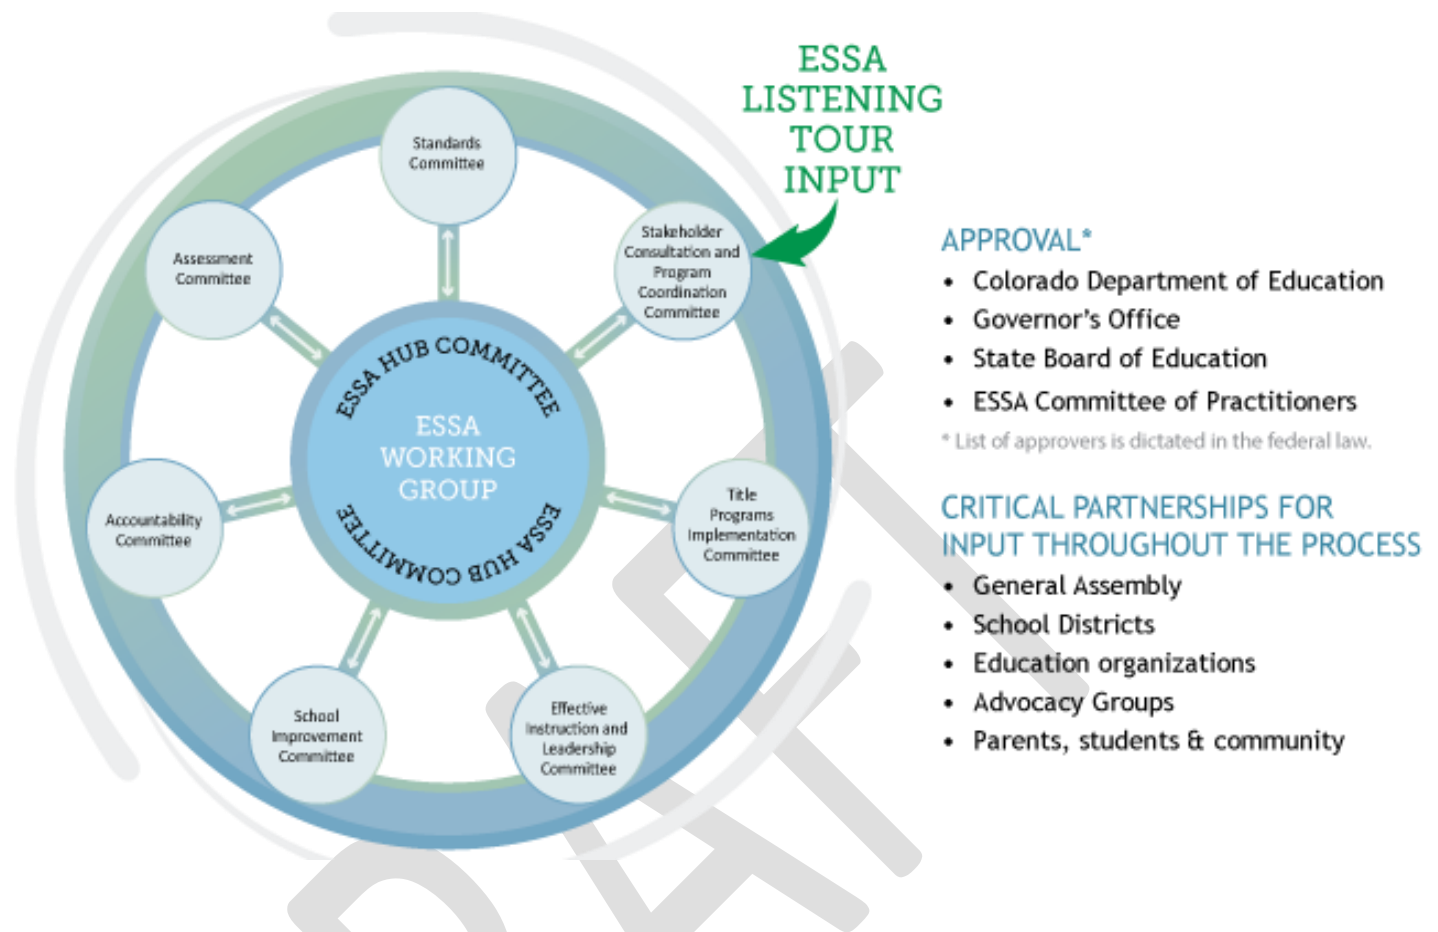 ESSA
LISTENING
TOUR
INPUT
Standards
Committee
Stakeholder
Consultation and
Program
Coordination
Committee
Assessment
Committee
ESSA HUB COMMITTEE
ESSA
WORKING
GROUP
ESSA HUB COMMITTEE
Title
Programs
Implementation
Committee
Accountability
Committee
School
Improvement
Committee
Effective
Instruction and
Leadership
Committee
APPROVAL*
• Colorado Department of Education
• Governor's Office
• State Board of Education
• ESSA Committee of Practitioners
* List of approvers is dictated in the federal law.
CRITICAL PARTNERSHIPS FOR
INPUT THROUGHOUT THE PROCESS
• General Assembly
• School Districts
• Education organizations
• Advocacy Groups
• Parents, students & community
DRAFT